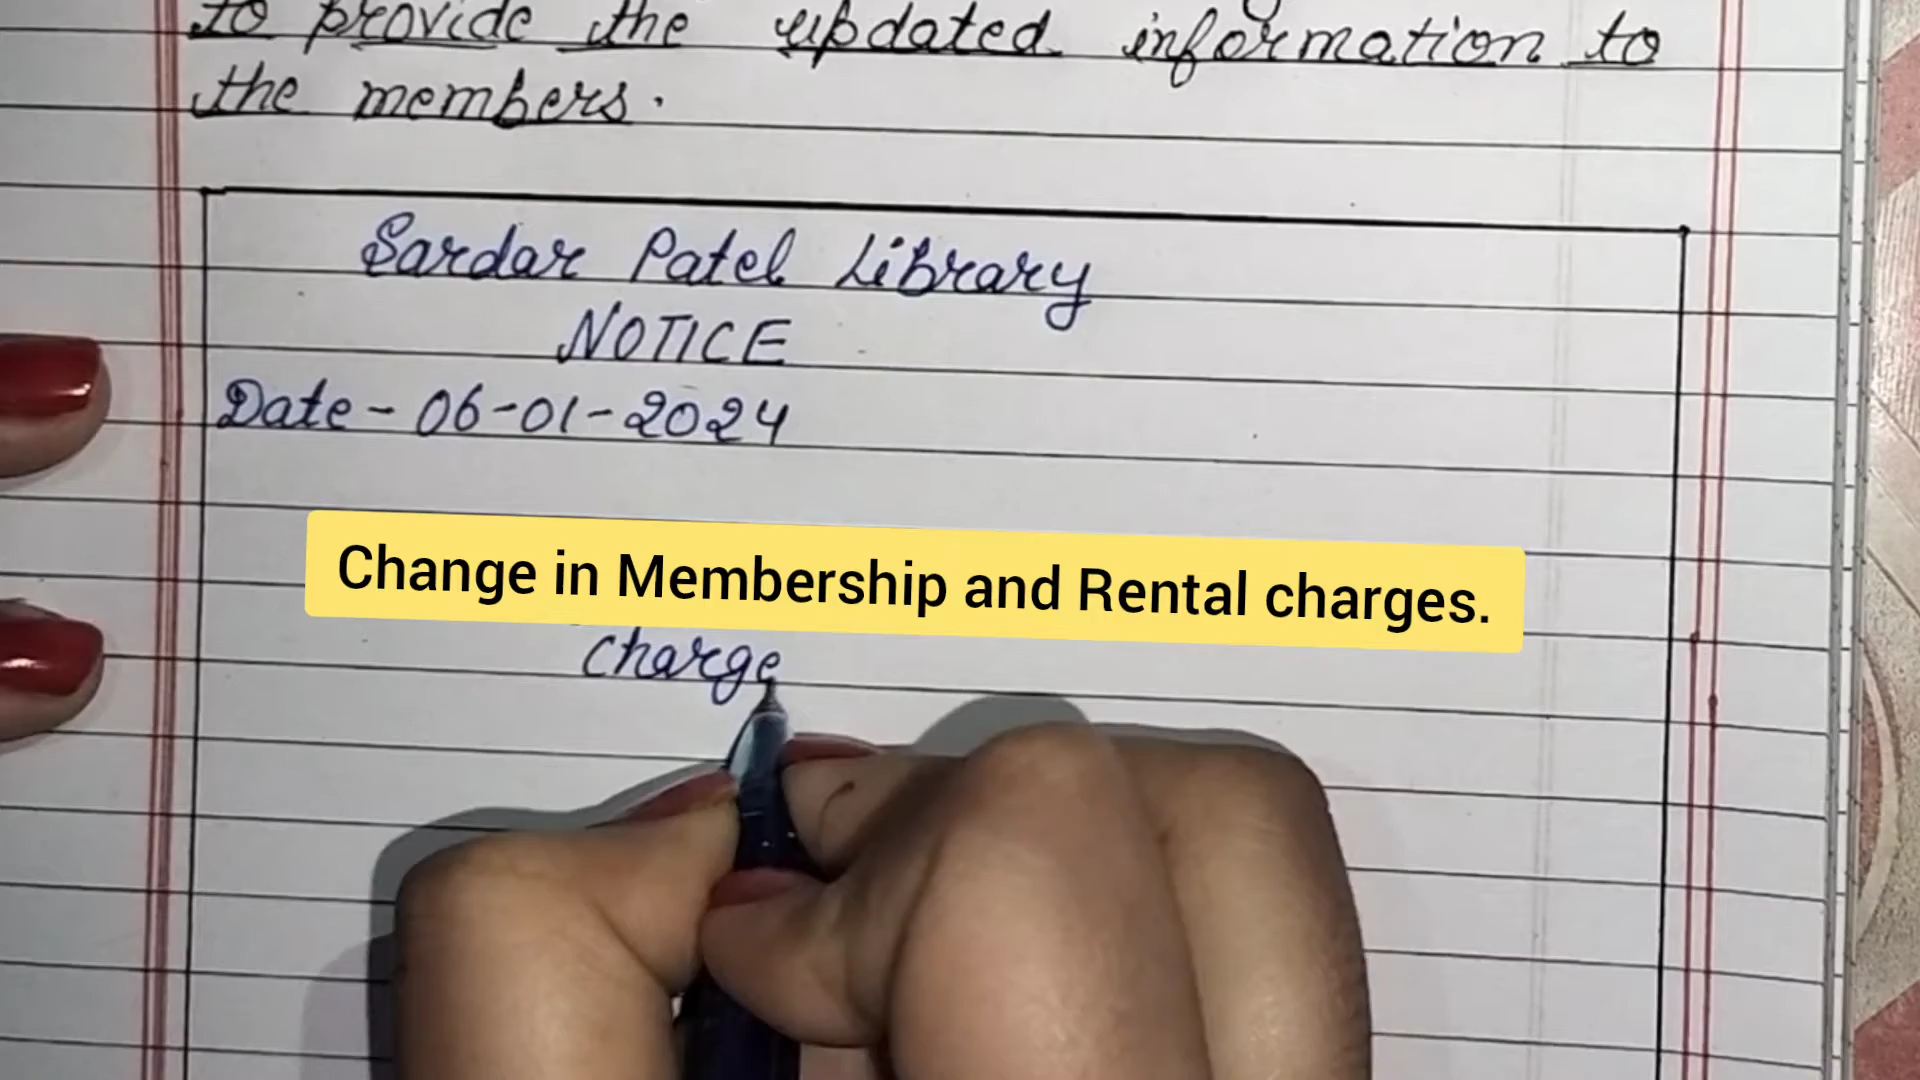 to provide the updated information to
the members.
Sardar Patel Library
NOTICE
Date - 06-01-2024
Change in Membership and Rental charges.
charge